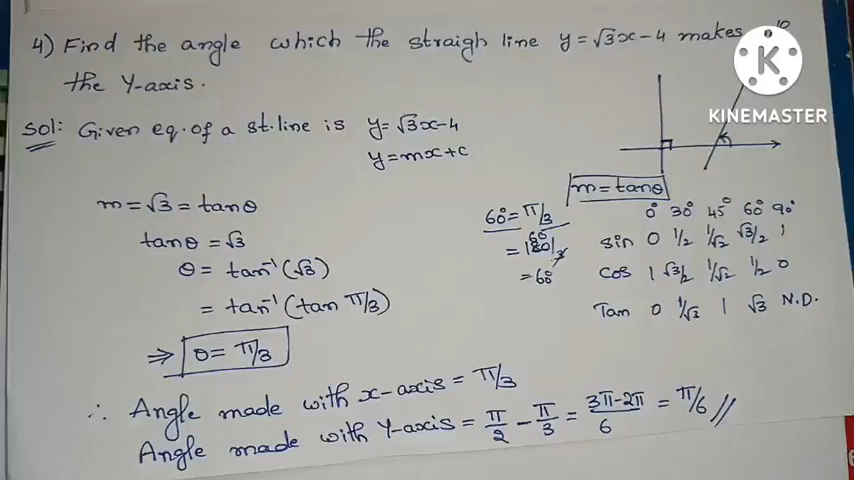 4) Find the angle which the straigh line y = √3x - 4 makes
the Y-axis.
Sol: Given eq. of a st. line is y = √3x - 4
y = mx + c
m = √3 = tanθ
tanθ = √3
θ = tan⁻¹(√3)
= tan⁻¹(tan π/3)
⇒ θ = π/3
∴ Angle made with x-axis = π/3
Angle made with Y-axis = π/2 - π/3 = 3π-2π/6 = π/6 //
60° = π/3
60
= 180/3
= 60°
m = tanθ
0° 30° 45° 60° 90°
sin 0 1/2 1/√2 √3/2 1
cos 1 √3/2 1/√2 1/2 0
Tan 0 1/√3 1 √3 N.D.
K
KINEMASTER